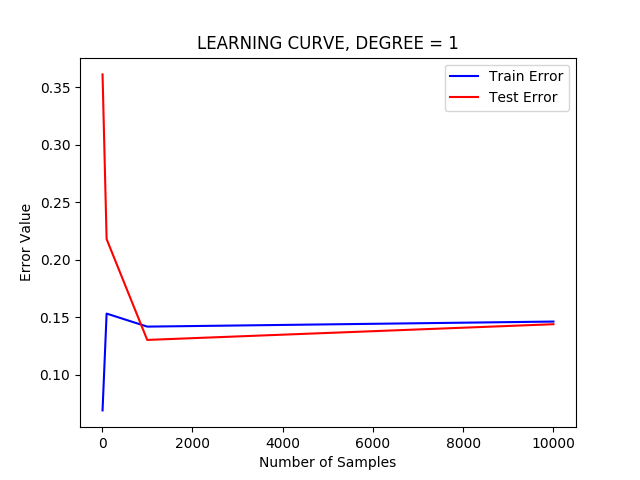 LEARNING CURVE, DEGREE = 1
Train Error
Test Error
0.35
0.30
0.25
0.20
0.15
0.10
Error Value
0
2000
4000
6000
8000
10000
Number of Samples